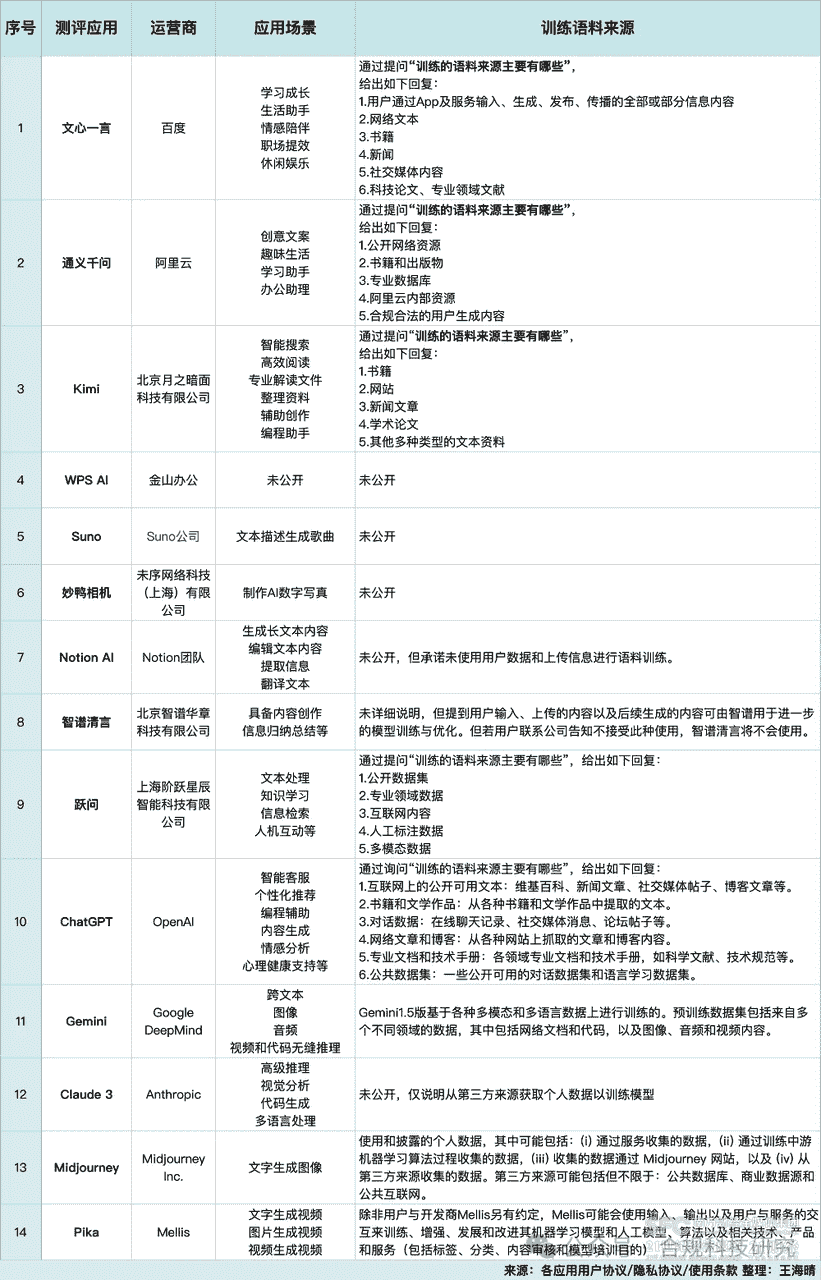 序号 测评应用 运营商 应用场景 训练语料来源
1 文心一言 百度
学习成长
生活助手
情感陪伴
职场提效
休闲娱乐
通过提问“训练的语料来源主要有哪些”，
给出如下回复：
1.用户通过App及服务输入、生成、发布、传播的全部或部分信息内容
2.网络文本
3.书籍
4.新闻
5.社交媒体内容
6.科技论文、专业领域文献
2 通义千问 阿里云
创意文案
趣味生活
学习助手
办公助理
通过提问“训练的语料来源主要有哪些”，
给出如下回复：
1.公开网络资源
2.书籍和出版物
3.专业数据库
4.阿里云内部资源
5.合规合法的用户生成内容
3 Kimi
北京月之暗面
科技有限公司
智能搜索
高效阅读
专业解读文件
整理资料
辅助创作
编程助手
通过提问“训练的语料来源主要有哪些”，
给出如下回复：
1.书籍
2.网站
3.新闻文章
4.学术论文
5.其他多种类型的文本资料
4 WPS AI 金山办公 未公开 未公开
5 Suno Suno公司 文本描述生成歌曲 未公开
6 妙鸭相机
未序网络科技
（上海）有限
公司
制作AI数字写真 未公开
7 Notion AI Notion团队
生成长文本内容
编辑文本内容
提取信息
翻译文本
未公开，但承诺未使用用户数据和上传信息进行语料训练。
8 智谱清言
北京智谱华章
科技有限公司
具备内容创作
信息归纳总结等
未详细说明，但提到用户输入、上传的内容以及后续生成的内容可由智谱用于进一步
的模型训练与优化。但若用户联系公司告知不接受此种使用，智谱清言将不会使用。
9 跃问
上海阶跃星辰
智能科技有限
公司
文本处理
知识学习
信息检索
人机互动等
通过提问“训练的语料来源主要有哪些”，给出如下回复：
1.公开数据集
2.专业领域数据
3.互联网内容
4.人工标注数据
5.多模态数据
10 ChatGPT OpenAI
智能客服
个性化推荐
编程辅助
内容生成
情感分析
心理健康支持等
通过询问“训练的语料来源主要有哪些”，给出如下回复：
1.互联网上的公开可用文本：维基百科、新闻文章、社交媒体帖子、博客文章等。
2.书籍和文学作品：从各种书籍和文学作品中提取的文本。
3.对话数据：在线聊天记录、社交媒体消息、论坛帖子等。
4.网络文章和博客：从各种网站上抓取的文章和博客内容。
5.专业文档和技术手册：各领域专业文档和技术手册，如科学文献、技术规范等。
6.公共数据集：一些公开可用的对话数据集和语言学习数据集。
11 Gemini
Google
DeepMind
跨文本
图像
音频
视频和代码无缝推理
Gemini1.5版基于各种多模态和多语言数据上进行训练的。预训练数据集包括来自多
个不同领域的数据，其中包括网络文档和代码，以及图像、音频和视频内容。
12 Claude 3 Anthropic
高级推理
视觉分析
代码生成
多语言处理
未公开，仅说明从第三方来源获取个人数据以训练模型
13 Midjourney
Midjourney
Inc.
文字生成图像
使用和披露的个人数据，其中可能包括：(i) 通过服务收集的数据，(ii) 通过训练中游
机器学习算法过程收集的数据，(iii) 收集的数据通过 Midjourney 网站，以及 (iv) 从
第三方来源收集的数据。第三方来源可能包括但不限于：公共数据库、商业数据源和
公共互联网。
14 Pika Mellis
文字生成视频
图片生成视频
视频生成视频
除非用户与开发商Mellis另有约定，Mellis可能会使用输入、输出以及用户与服务的交
互来训练、增强、发展和改进其机器学习模型和人工模型、算法以及相关技术、产品
和服务（包括标签、分类、内容审核和模型培训目的）
公众号 合规科技研究
来源：各应用用户协议/隐私协议/使用条款 整理：王海晴